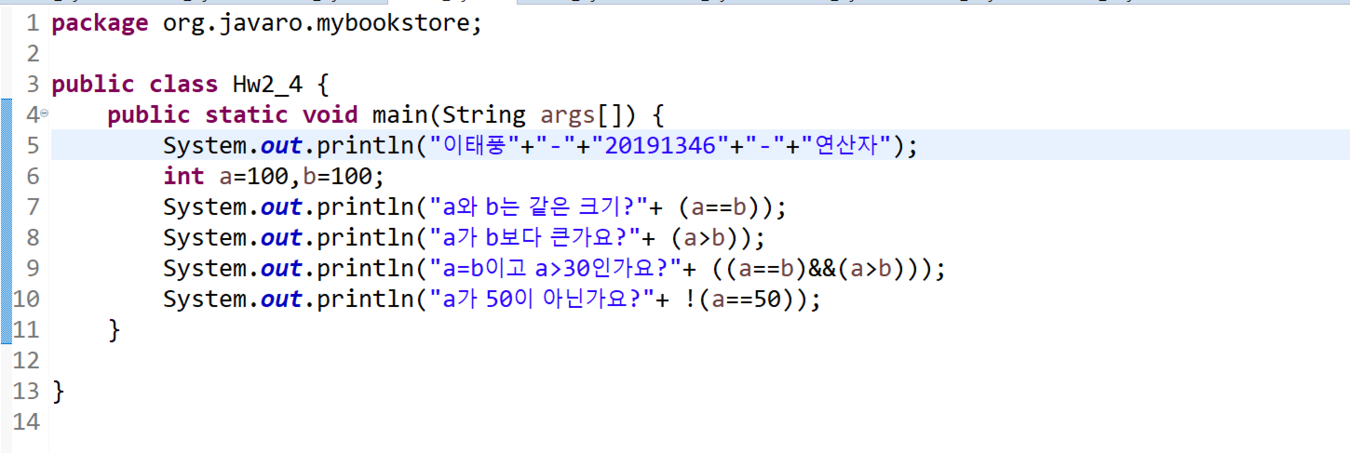 1 package org.javaro.mybookstore;
2
3 public class Hw2_4 {
4 public static void main(String args[]) {
5 System.out.println("이태풍"+"-"+"20191346"+"-"+"연산자");
6 int a=100,b=100;
7 System.out.println("a와 b는 같은 크기?"+ (a==b));
8 System.out.println("a가 b보다 큰가요?"+ (a>b));
9 System.out.println("a=b이고 a>30인가요?"+ ((a==b)&&(a>b)));
10 System.out.println("a가 50이 아닌가요?"+ !(a==50));
11 }
12
13 }
14